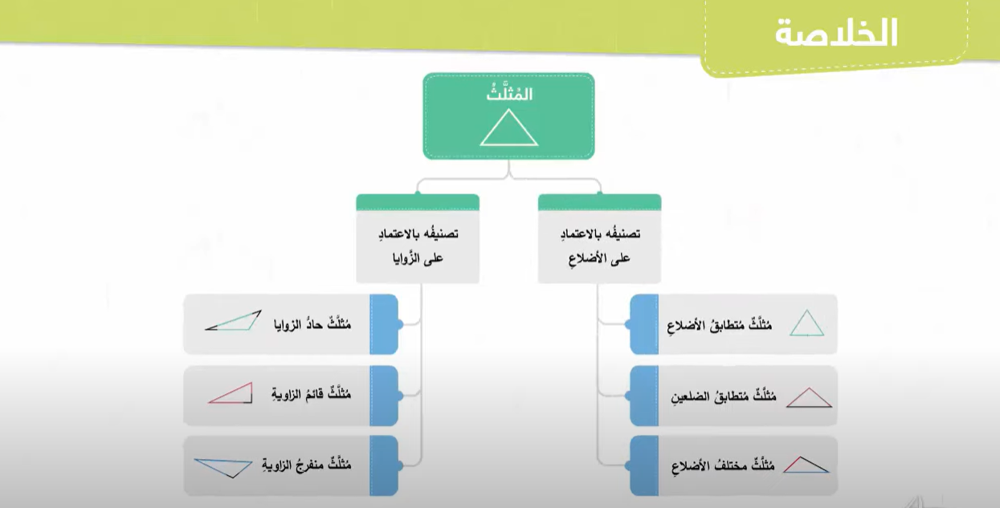 الخلاصة
المُثلَّثُ
تصنيفُه بالاعتمادِ
على الأضلاعِ
مُثلَّثٌ مُتطابقُ الأضلاعِ
مُثلَّثٌ مُتطابقُ الضلعينِ
مُثلَّثٌ مختلفُ الأضلاعِ
تصنيفُه بالاعتمادِ
على الزَّوايا
مُثلَّثٌ حادُّ الزوايا
مُثلَّثٌ قائمُ الزاويةِ
مُثلَّثٌ منفرجُ الزاويةِ